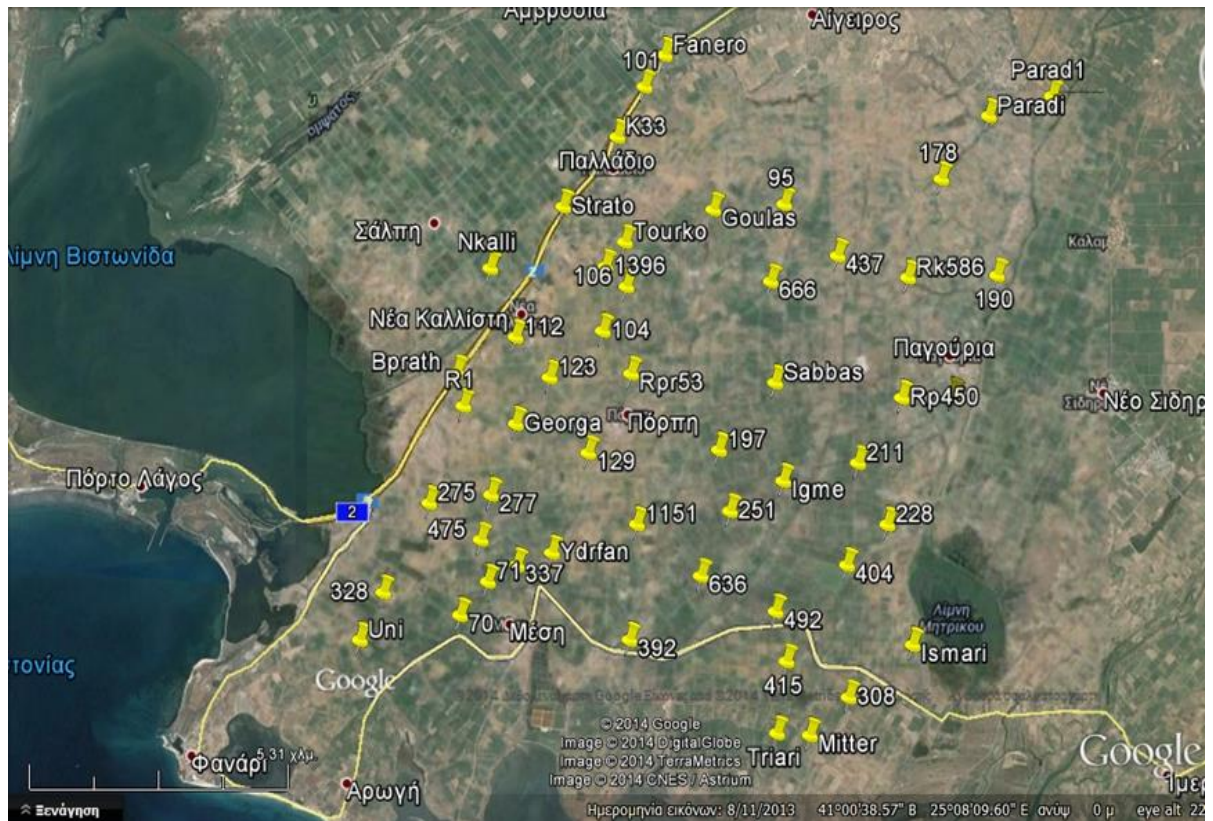 Αμβροσία
Αίγειρος
Fanero
101
Parad1
Paradi
K33
Παλλάδιο
178
95
Strato
Goulas
Σάλπη
Tourko
Nkalli
λίμνη Βιστωνίδα
Καλαμ
437
106
1396
Rk586
666
190
Νέα Καλλίστη
112
104
Παγούρια
Bprath
R1
123
Rpr53
Sabbas
Rp450
Νέο Σιδηρ
Georga
Πόρπη
197
129
211
Πόρτο Λάγος
Igme
275
277
2
251
1151
228
475
Ydrfan
71
337
404
636
328
Λίμνη
Μητρικού
70
492
Uni
Μέση
392
Ismari
τονίας
415
Google
308
© 2014 Google
Image © 2014 DigitalGlobe
Image © 2014 TerraMetrics
Image © 2014 CNES / Astrium
Triari
Mitter
Google
Φανάρι
5,31 χλμ.
Αρωγή
Ίμερ
Ξενάγηση
Ημερομηνία εικόνων: 8/11/2013 41°00'38.57" Β 25°08'09.60" Ε ανύψ 0 μ eye alt 22